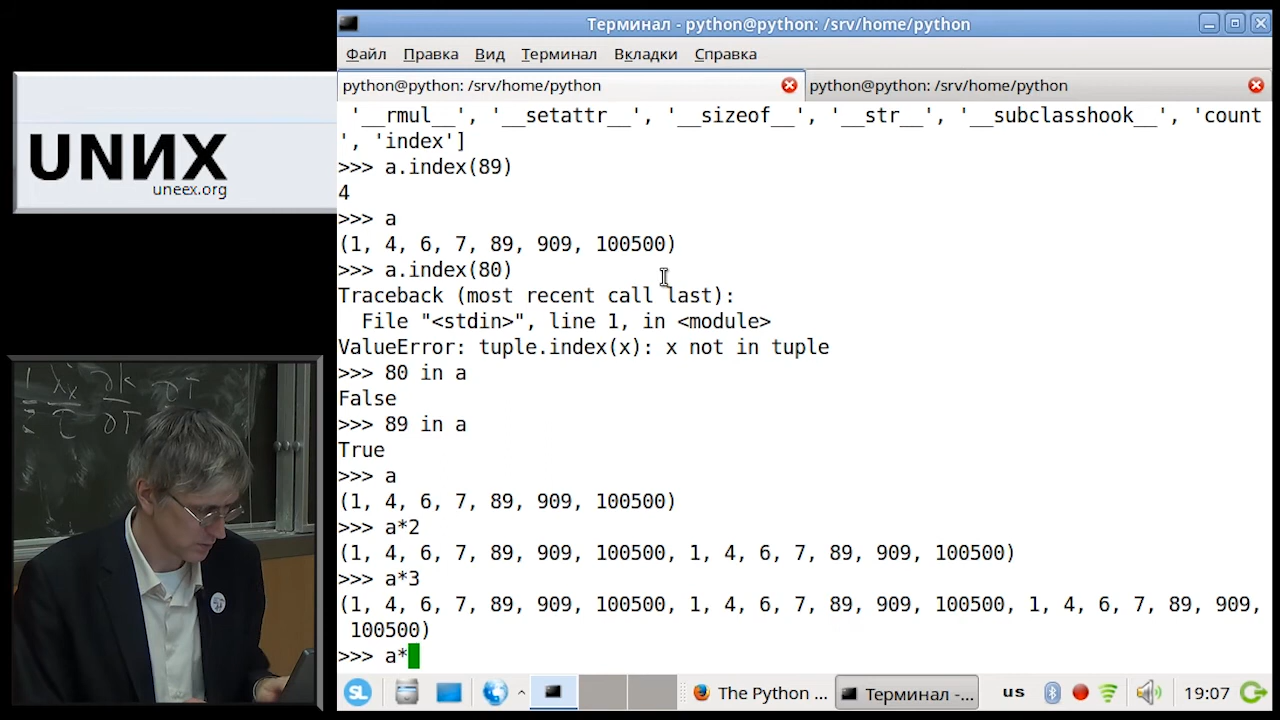 UNИX
uneex.org
Терминал - python@python: /srv/home/python
Файл Правка Вид Терминал Вкладки Справка
python@python: /srv/home/python
python@python: /srv/home/python
'__rmul__', '__setattr__', '__sizeof__', '__str__', '__subclasshook__', 'count
', 'index']
>>> a.index(89)
4
>>> a
(1, 4, 6, 7, 89, 909, 100500)
>>> a.index(80)
Traceback (most recent call last):
  File "<stdin>", line 1, in <module>
ValueError: tuple.index(x): x not in tuple
>>> 80 in a
False
>>> 89 in a
True
>>> a
(1, 4, 6, 7, 89, 909, 100500)
>>> a*2
(1, 4, 6, 7, 89, 909, 100500, 1, 4, 6, 7, 89, 909, 100500)
>>> a*3
(1, 4, 6, 7, 89, 909, 100500, 1, 4, 6, 7, 89, 909, 100500, 1, 4, 6, 7, 89, 909,
 100500)
>>> a*
The Python ... Терминал -... us 19:07